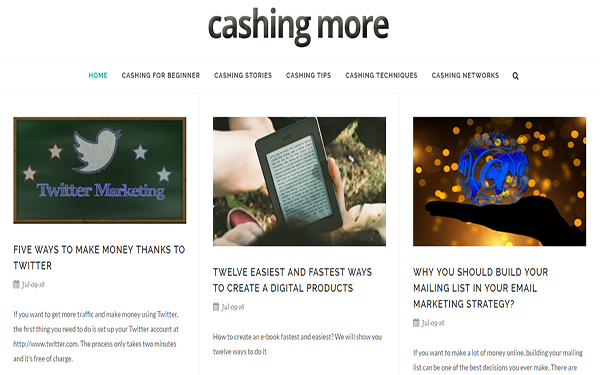 cashing more
HOME CASHING FOR BEGINNER CASHING STORIES CASHING TIPS CASHING TECHNIQUES CASHING NETWORKS
Twitter Marketing
FIVE WAYS TO MAKE MONEY THANKS TO
TWITTER
Jul-09-16
If you want to get more traffic and make money using Twitter,
the first thing you need to do is set up your Twitter account at
http://www.twitter.com. The process only takes two minutes
and it's free of charge.
TWELVE EASIEST AND FASTEST WAYS
TO CREATE A DIGITAL PRODUCTS
Jul-09-16
How to create an e-book fastest and easiest? We will show you
twelve ways to do it
@
WHY YOU SHOULD BUILD YOUR
MAILING LIST IN YOUR EMAIL
MARKETING STRATEGY?
Jul-09-16
If you want to make a lot of money online, building your mailing
list can be one of the best decisions you ever make. There are